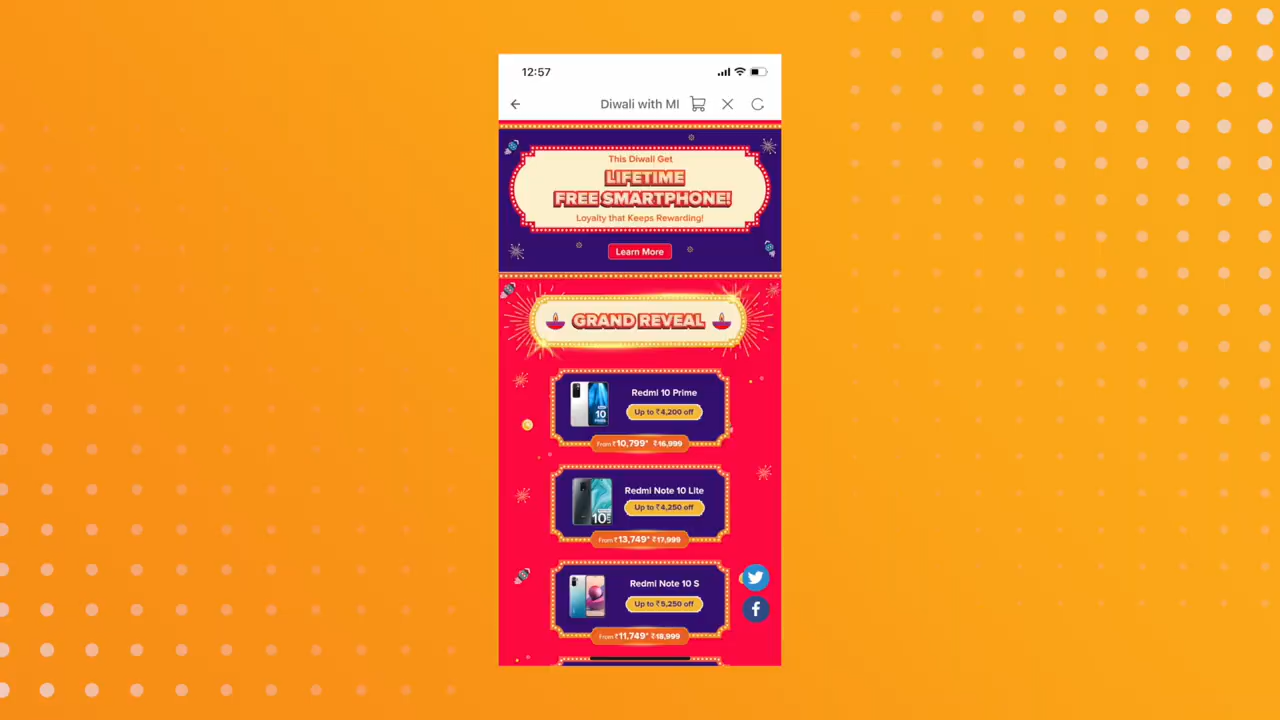 12:57
Diwali with MI
This Diwali Get
LIFETIME
FREE SMARTPHONE!
Loyalty that Keeps Rewarding!
Learn More
GRAND REVEAL
Redmi 10 Prime
Up to ₹4,200 off
10
From ₹10,799* ₹16,999
Redmi Note 10 Lite
Up to ₹4,250 off
10
From ₹13,749* ₹17,999
Redmi Note 10 S
Up to ₹5,250 off
From ₹11,749* ₹18,999